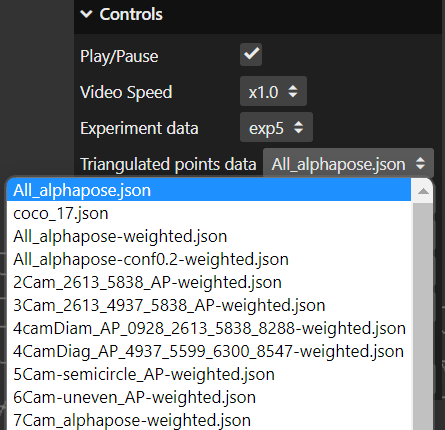 Controls
Play/Pause
Video Speed x1.0
Experiment data exp5
Triangulated points data All_alphapose.json
All_alphapose.json
coco_17.json
All_alphapose-weighted.json
All_alphapose-conf0.2-weighted.json
2Cam_2613_5838_AP-weighted.json
3Cam_2613_4937_5838_AP-weighted.json
4camDiam_AP_0928_2613_5838_8288-weighted.json
4CamDiag_AP_4937_5599_6300_8547-weighted.json
5Cam-semicircle_AP-weighted.json
6Cam-uneven_AP-weighted.json
7Cam_alphapose-weighted.json